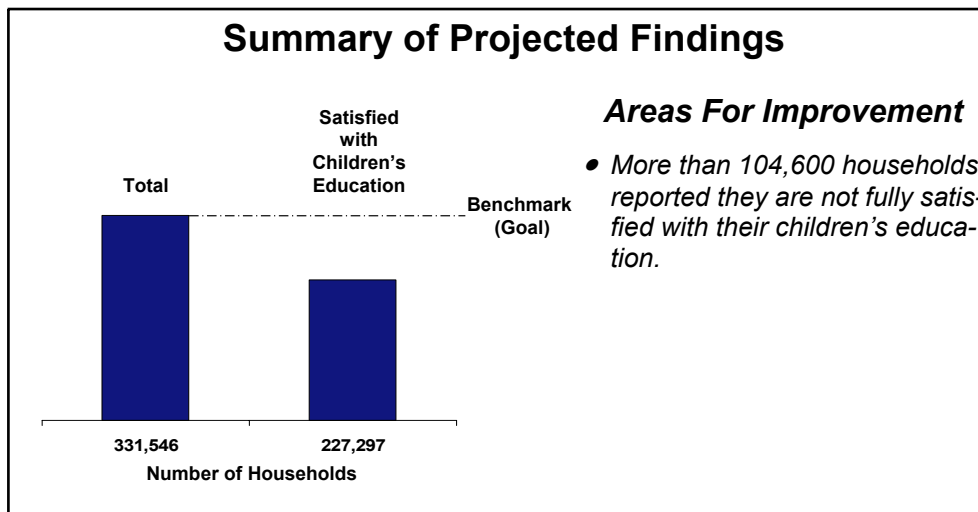 Summary of Projected Findings
Total
Satisfied
with
Children’s
Education
Benchmark
(Goal)
331,546
227,297
Number of Households
Areas For Improvement
• More than 104,600 households
reported they are not fully satis-
fied with their children’s educa-
tion.